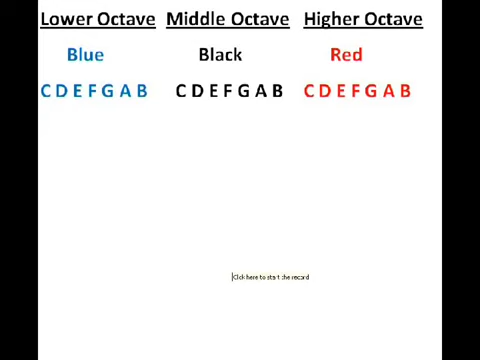 Lower Octave Middle Octave Higher Octave
Blue Black Red
C D E F G A B C D E F G A B C D E F G A B
Click here to start the record